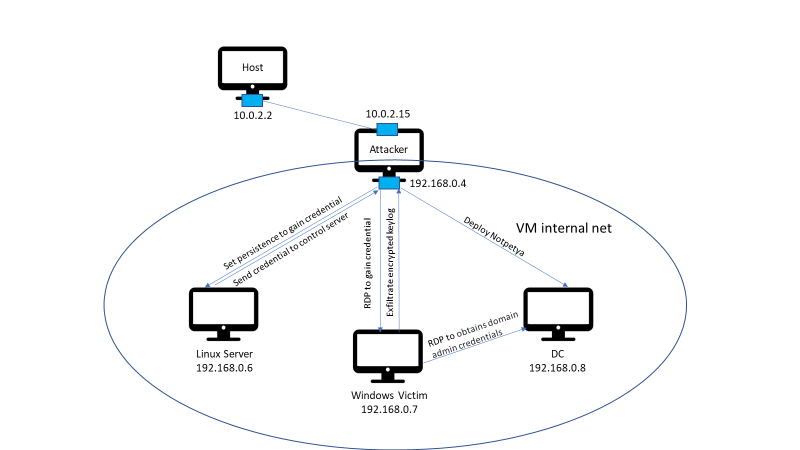 Host
10.0.2.2
10.0.2.15
Attacker
192.168.0.4
VM internal net
Set persistence to gain credential
Send credential to control server
RDP to gain credential
Exfiltrate encrypted keylog
Deploy Notpetya
RDP to obtains domain
admin credentials
Linux Server
192.168.0.6
Windows Victim
192.168.0.7
DC
192.168.0.8